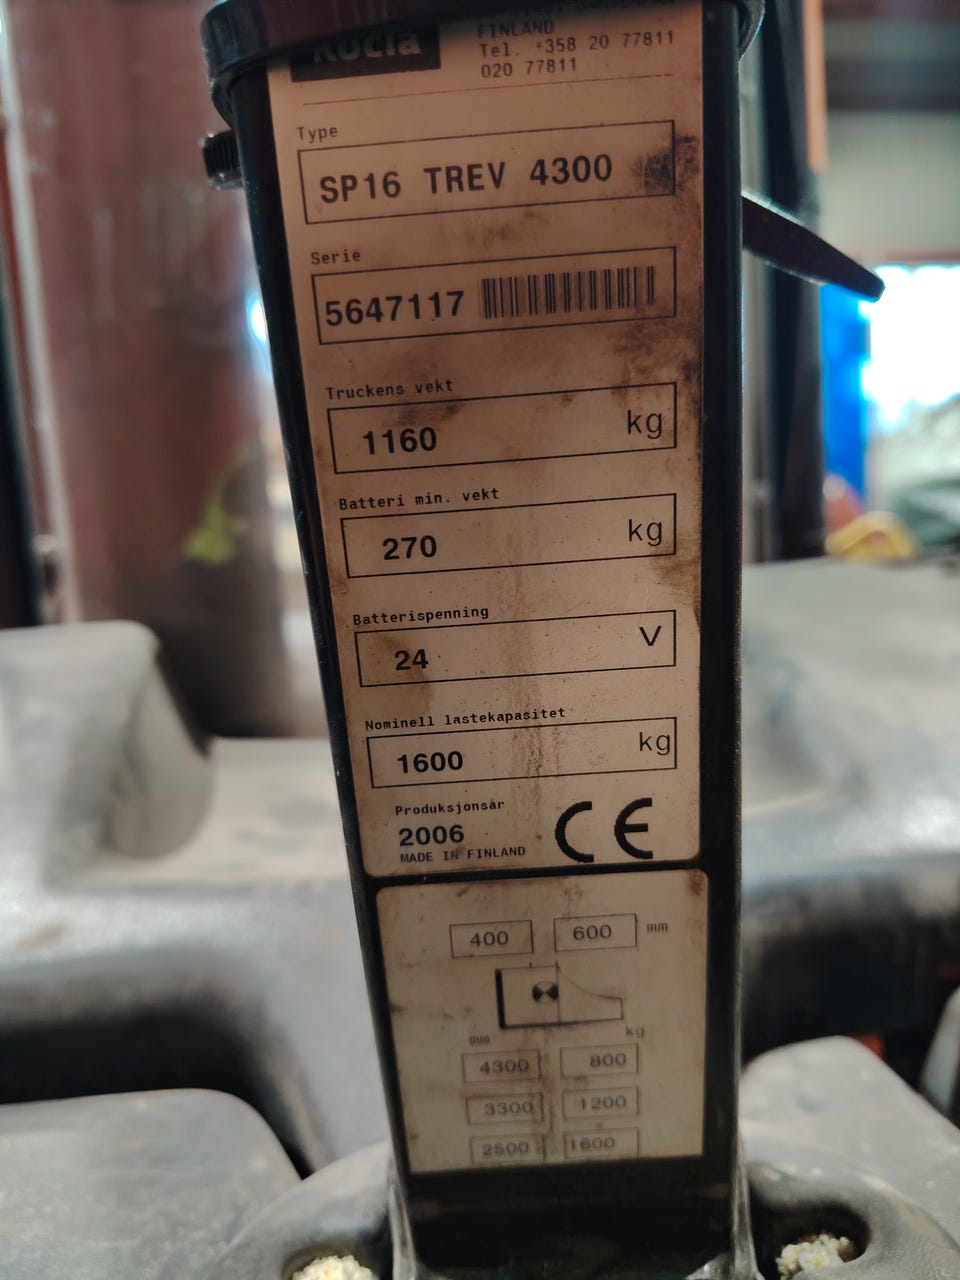 Rocla
FINLAND
Tel. +358 20 77811
020 77811
Type
SP16 TREV 4300
Serie
5647117
Truckens vekt
1160 kg
Batteri min. vekt
270 kg
Batterispenning
24 V
Nominell lastekapasitet
1600 kg
Produksjonsår
2006
MADE IN FINLAND
CE
400 600 mm
mm kg
4300 800
3300 1200
2500 1600